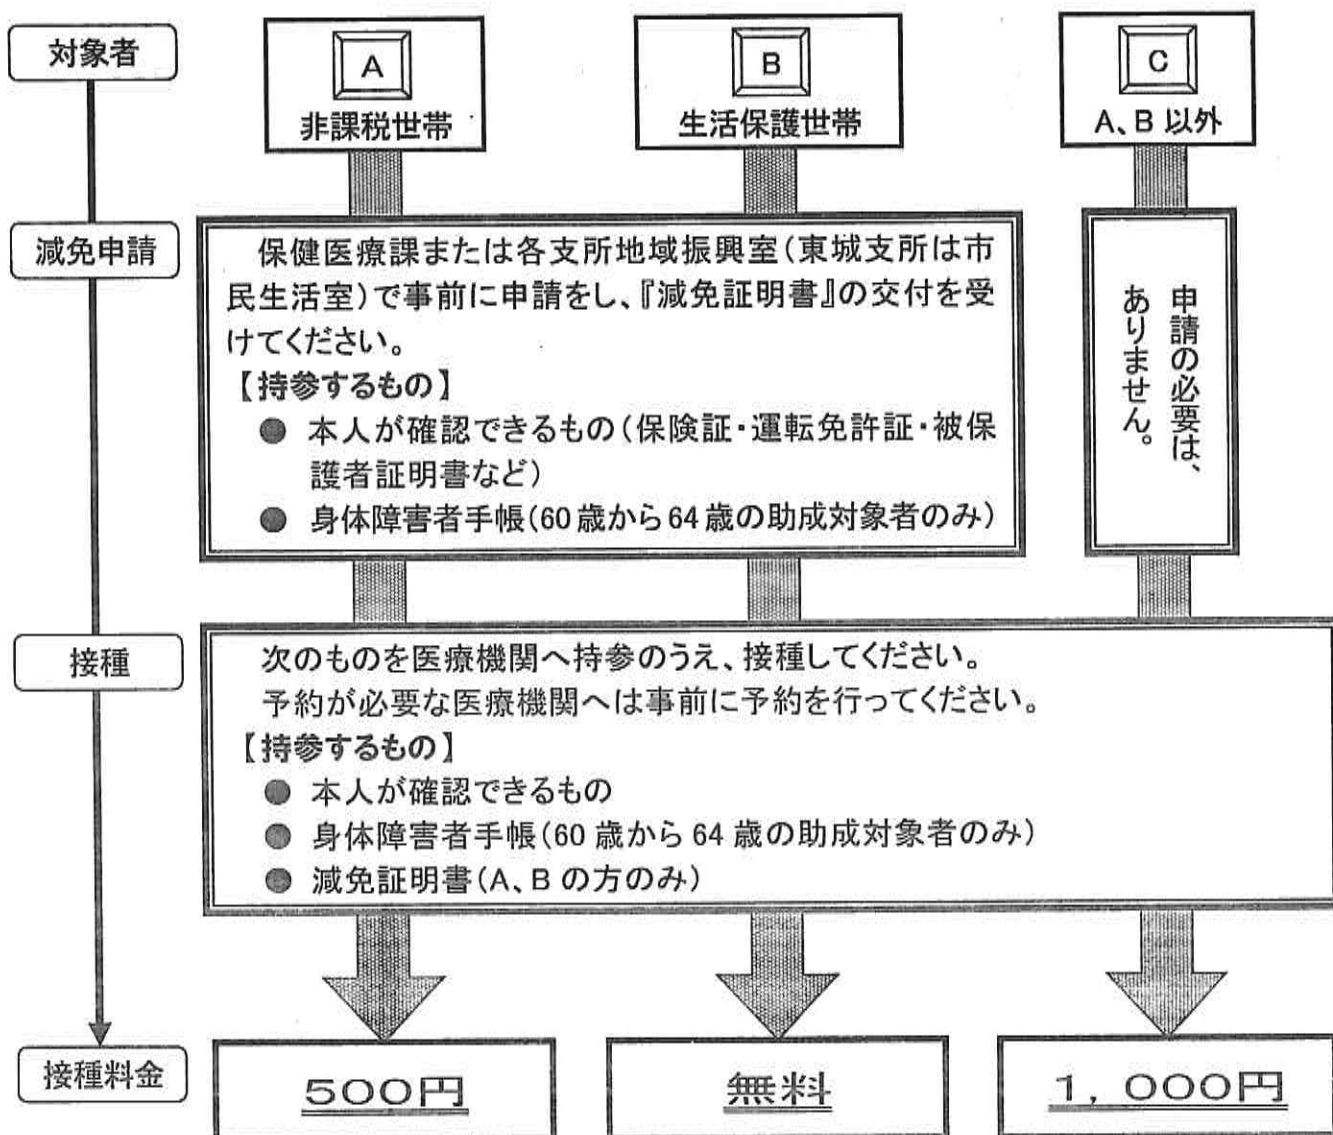 対象者
A
非課税世帯
B
生活保護世帯
C
A、B 以外
減免申請
保健医療課または各支所地域振興室(東城支所は市
民生活室)で事前に申請をし、『減免証明書』の交付を受
けてください。
【持参するもの】
● 本人が確認できるもの(保険証・運転免許証・被保
護者証明書など)
● 身体障害者手帳(60歳から64歳の助成対象者のみ)
申請の必要は、
ありません。
接種
次のものを医療機関へ持参のうえ、接種してください。
予約が必要な医療機関へは事前に予約を行ってください。
【持参するもの】
● 本人が確認できるもの
● 身体障害者手帳(60歳から64歳の助成対象者のみ)
● 減免証明書(A、Bの方のみ)
接種料金
500円
無料
1,000円